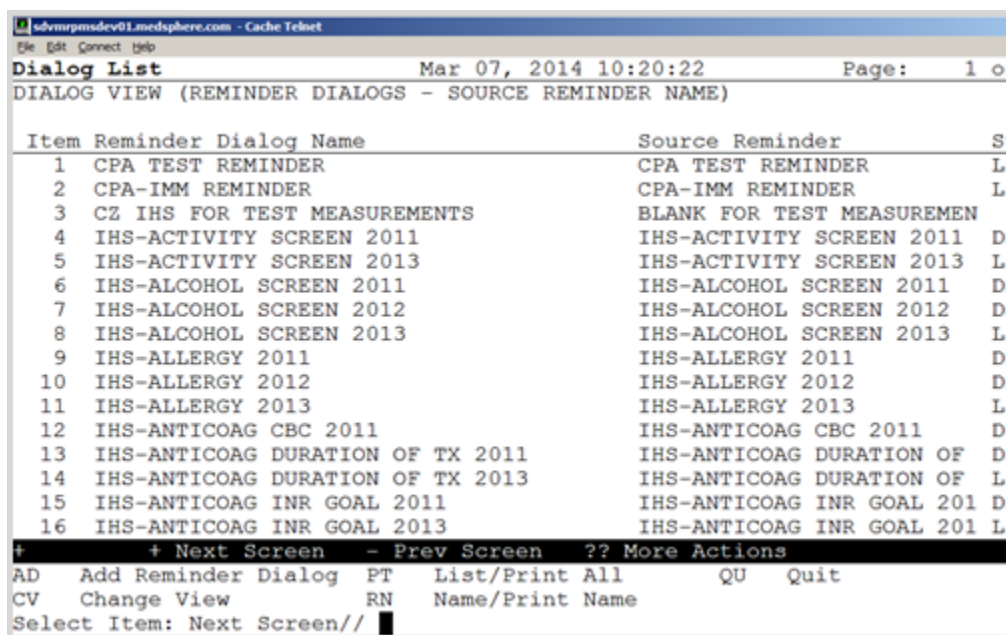 sdvmrpmsdev01.medsphere.com - Cache Telnet
File Edit Connect Help
Dialog List Mar 07, 2014 10:20:22 Page: 1 o
DIALOG VIEW (REMINDER DIALOGS - SOURCE REMINDER NAME)
Item Reminder Dialog Name Source Reminder S
1 CPA TEST REMINDER CPA TEST REMINDER L
2 CPA-IMM REMINDER CPA-IMM REMINDER L
3 CZ IHS FOR TEST MEASUREMENTS BLANK FOR TEST MEASUREMEN
4 IHS-ACTIVITY SCREEN 2011 IHS-ACTIVITY SCREEN 2011 D
5 IHS-ACTIVITY SCREEN 2013 IHS-ACTIVITY SCREEN 2013 L
6 IHS-ALCOHOL SCREEN 2011 IHS-ALCOHOL SCREEN 2011 D
7 IHS-ALCOHOL SCREEN 2012 IHS-ALCOHOL SCREEN 2012 D
8 IHS-ALCOHOL SCREEN 2013 IHS-ALCOHOL SCREEN 2013 L
9 IHS-ALLERGY 2011 IHS-ALLERGY 2011 D
10 IHS-ALLERGY 2012 IHS-ALLERGY 2012 D
11 IHS-ALLERGY 2013 IHS-ALLERGY 2013 L
12 IHS-ANTICOAG CBC 2011 IHS-ANTICOAG CBC 2011 D
13 IHS-ANTICOAG DURATION OF TX 2011 IHS-ANTICOAG DURATION OF D
14 IHS-ANTICOAG DURATION OF TX 2013 IHS-ANTICOAG DURATION OF L
15 IHS-ANTICOAG INR GOAL 2011 IHS-ANTICOAG INR GOAL 201 D
16 IHS-ANTICOAG INR GOAL 2013 IHS-ANTICOAG INR GOAL 201 L
+ + Next Screen - Prev Screen ?? More Actions
AD Add Reminder Dialog PT List/Print All QU Quit
CV Change View RN Name/Print Name
Select Item: Next Screen//